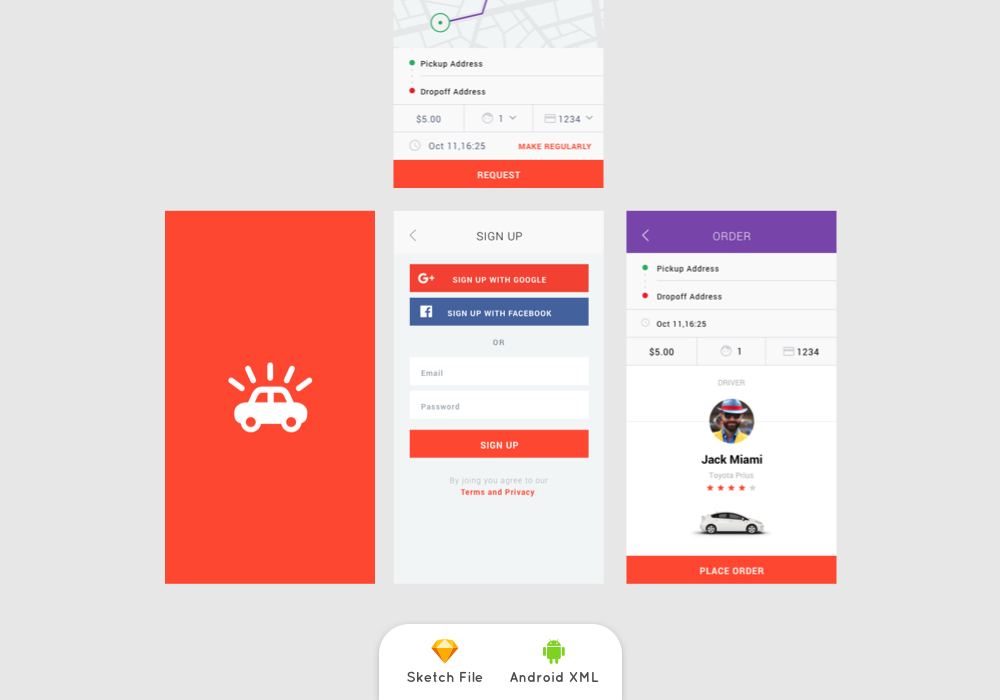 Pickup Address
Dropoff Address
$5.00 1 1234
Oct 11,16:25 MAKE REGULARLY
REQUEST
SIGN UP
G+ SIGN UP WITH GOOGLE
f SIGN UP WITH FACEBOOK
OR
Email
Password
SIGN UP
By joing you agree to our
Terms and Privacy
ORDER
Pickup Address
Dropoff Address
Oct 11,16:25
$5.00 1 1234
DRIVER
Jack Miami
Toyota Prius
PLACE ORDER
Sketch File Android XML